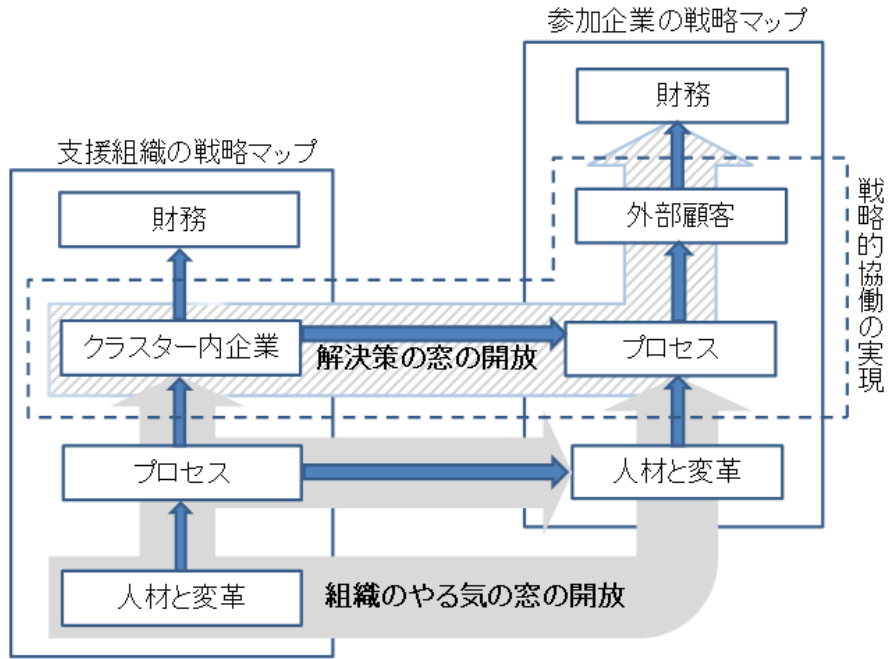 参加企業の戦略マップ
財務
支援組織の戦略マップ
財務
外部顧客
戦略的協働の実現
クラスター内企業
解決策の窓の開放
プロセス
プロセス
人材と変革
人材と変革
組織のやる気の窓の開放